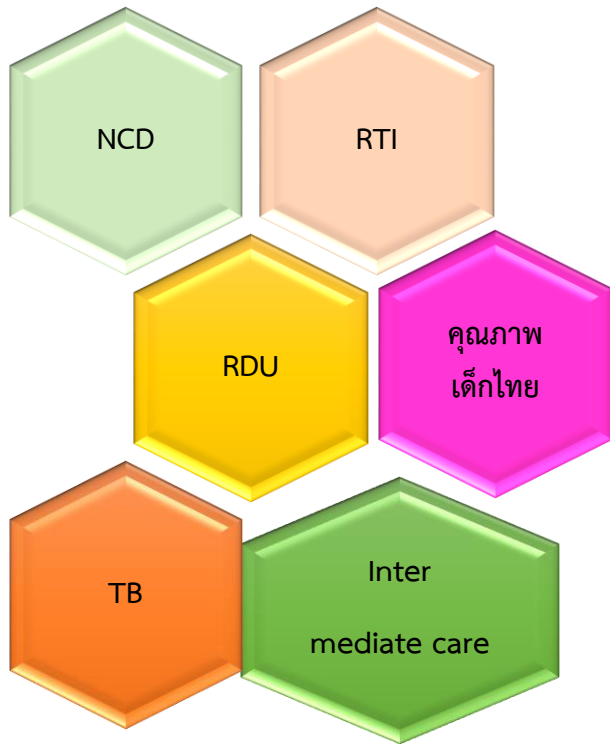 NCD
RTI
RDU
คุณภาพ
เด็กไทย
TB
Inter
mediate care